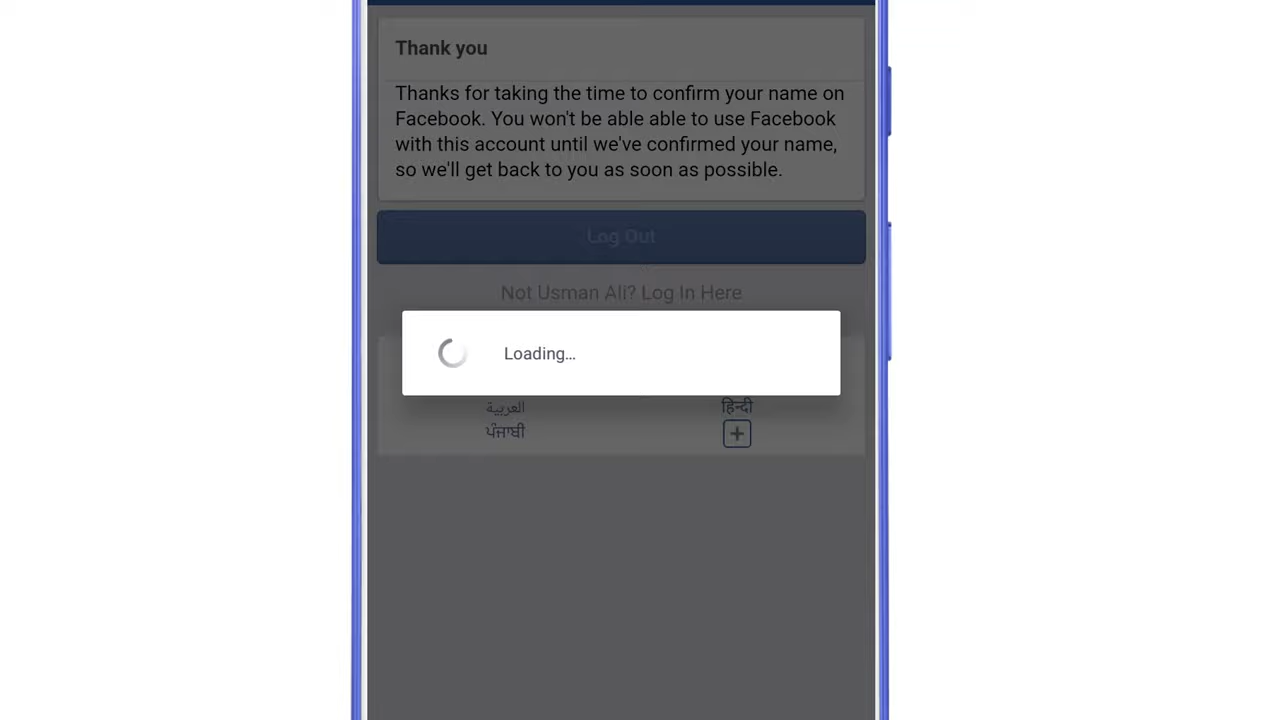 Thank you
Thanks for taking the time to confirm your name on
Facebook. You won't be able able to use Facebook
with this account until we've confirmed your name,
so we'll get back to you as soon as possible.
Log Out
Not Usman Ali? Log In Here
Loading...
العربية
हिन्दी
ਪੰਜਾਬੀ